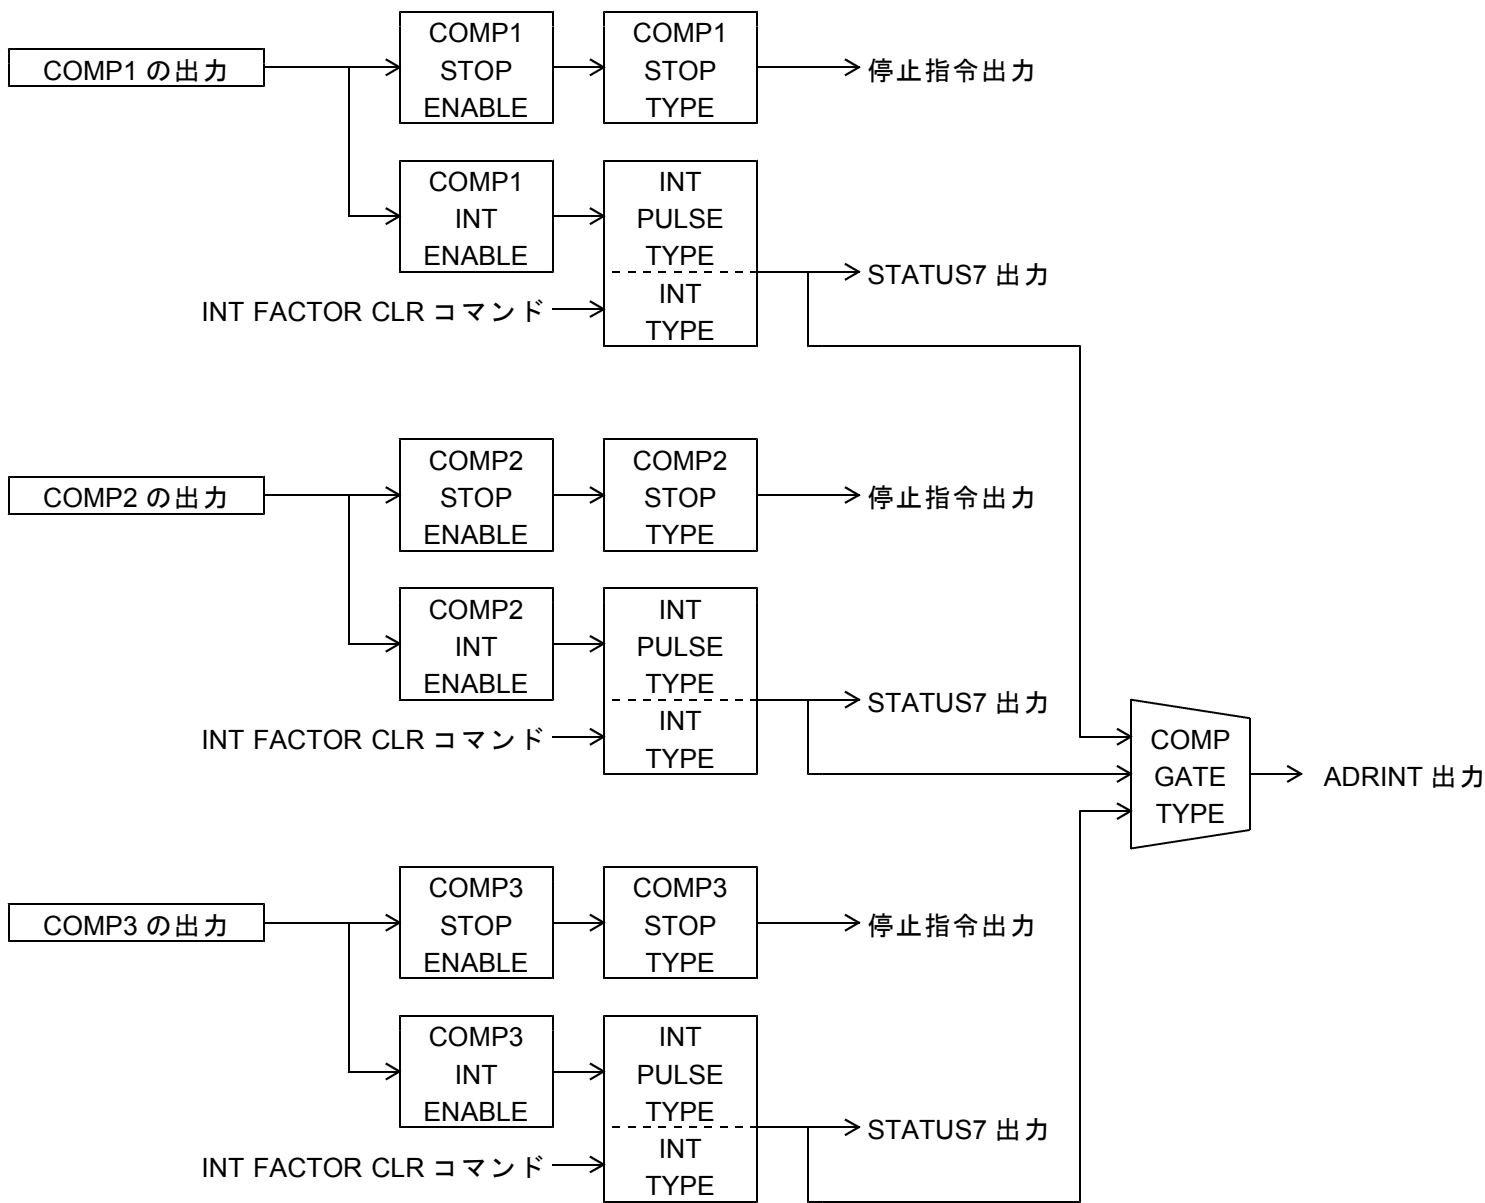 COMP1 の出力
COMP1
STOP
ENABLE
COMP1
STOP
TYPE
停止指令出力
COMP1
INT
ENABLE
INT
PULSE
TYPE
INT
TYPE
STATUS7 出力
INT FACTOR CLR コマンド
COMP2 の出力
COMP2
STOP
ENABLE
COMP2
STOP
TYPE
停止指令出力
COMP2
INT
ENABLE
INT
PULSE
TYPE
INT
TYPE
STATUS7 出力
INT FACTOR CLR コマンド
COMP
GATE
TYPE
ADRINT 出力
COMP3 の出力
COMP3
STOP
ENABLE
COMP3
STOP
TYPE
停止指令出力
COMP3
INT
ENABLE
INT
PULSE
TYPE
INT
TYPE
STATUS7 出力
INT FACTOR CLR コマンド